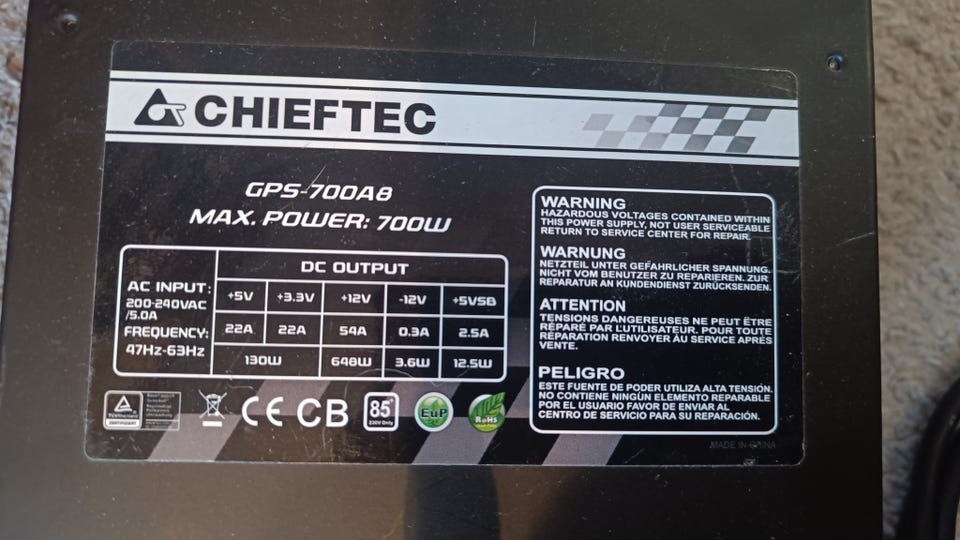 CHIEFTEC
GPS-700A8
MAX. POWER: 700W
AC INPUT:
200-240VAC
/5.0A
FREQUENCY:
47Hz-63Hz
DC OUTPUT
+5V +3.3V +12V -12V +5VSB
22A 22A 54A 0.3A 2.5A
130W 648W 3.6W 12.5W
CE CB 85+ EuP RoHS
230V Only
WARNING
HAZARDOUS VOLTAGES CONTAINED WITHIN
THIS POWER SUPPLY, NOT USER SERVICEABLE
RETURN TO SERVICE CENTER FOR REPAIR.
WARNUNG
NETZTEIL UNTER GEFÄHRLICHER SPANNUNG.
NICHT VOM BENUTZER ZU REPARIEREN. ZUR
REPARATUR AN KUNDENDIENST ZURÜCKSENDEN.
ATTENTION
TENSIONS DANGEREUSES NE PEUT ÊTRE
RÉPARÉ PAR L'UTILISATEUR. POUR TOUTE
RÉPARATION RENVOYER ÀU SERVICE APRÉS
VENTE.
PELIGRO
ESTE FUENTE DE PODER UTILIZA ALTA TENSIÓN.
NO CONTIENE NINGÚN ELEMENTO REPARABLE
POR EL USUARIO FAVOR DE ENVIAR AL
CENTRO DE SERVICIO PARA SU REPARACIÓN.
MADE IN CHINA